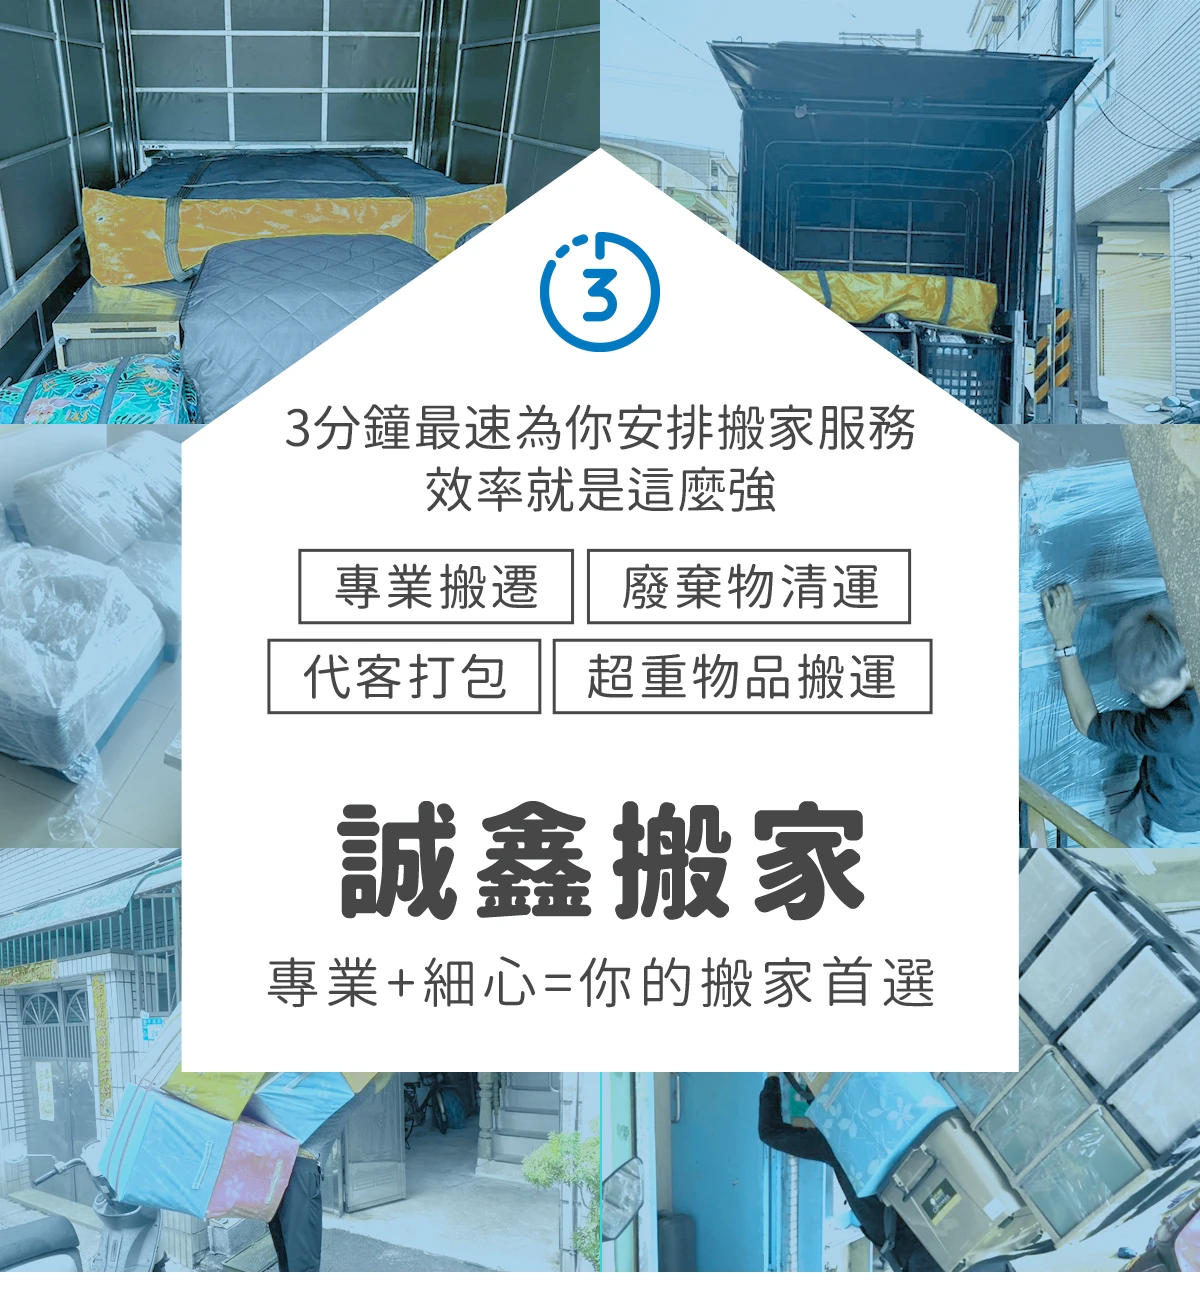 3
3分鐘最速為你安排搬家服務
效率就是這麼強
專業搬遷 廢棄物清運
代客打包 超重物品搬運
誠鑫搬家
專業+細心=你的搬家首選